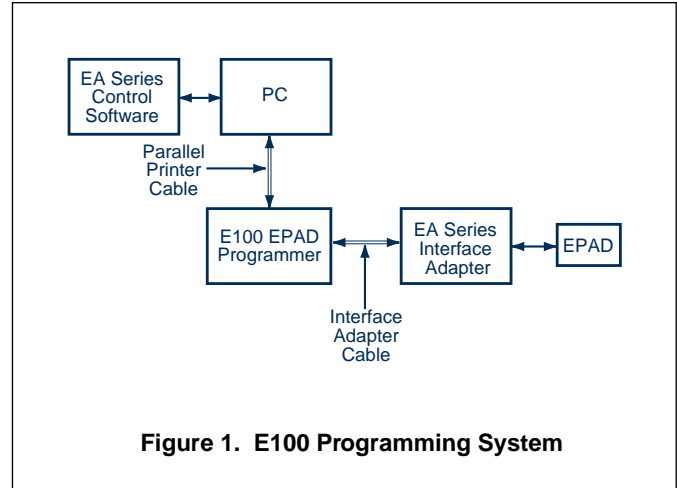 EA Series
Control
Software
PC
Parallel
Printer
Cable
E100 EPAD
Programmer
EA Series
Interface
Adapter
EPAD
Interface
Adapter
Cable
Figure 1. E100 Programming System